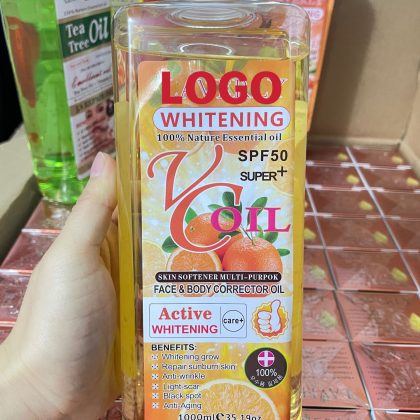 Tea
Tree Oil
LOGO
WHITENING
100% Nature Essential oil
SPF50
SUPER+
VC OIL
SKIN SOFTENER MULTI-PURPOK
FACE & BODY CORRECTOR OIL
Active
WHITENING
care+
100%
BENEFITS:
Whitening grow
Repair sunburn skin
Anti-wrinkle
Light-scar
Black spot
Anti-Aging
1000ml℮35.19oz